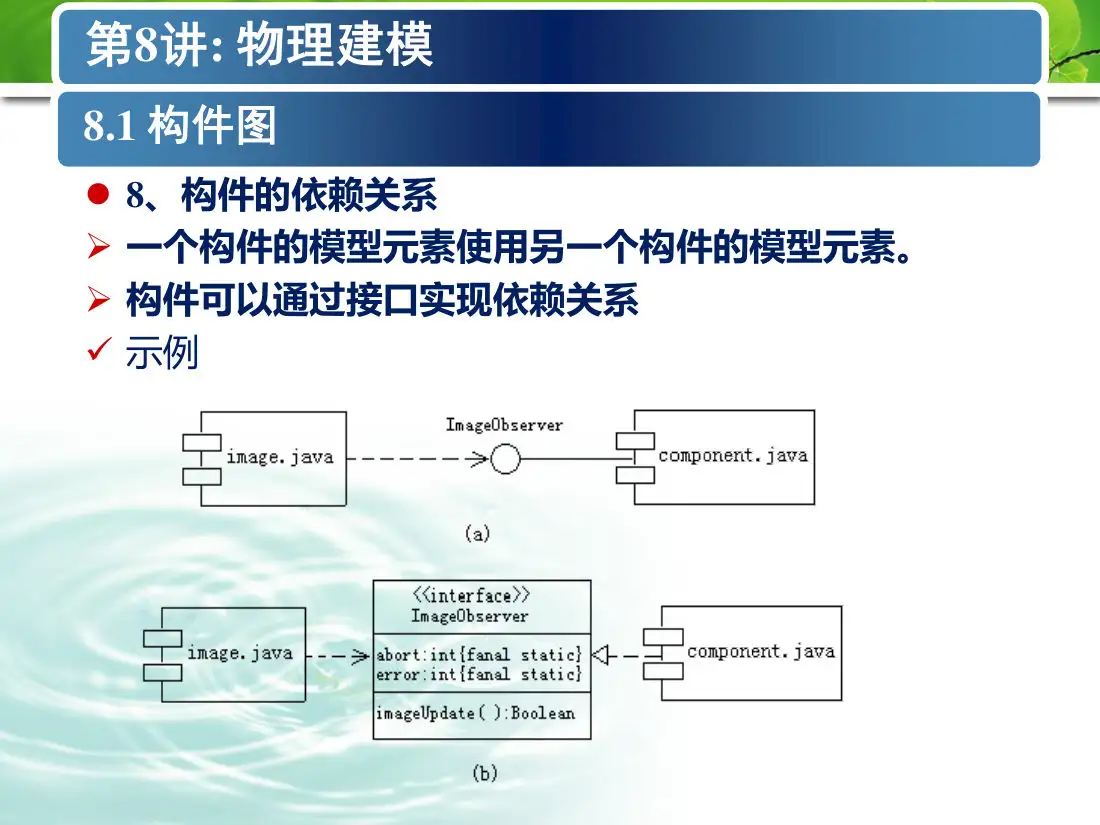 第8讲: 物理建模
8.1 构件图
8、构件的依赖关系
一个构件的模型元素使用另一个构件的模型元素。
构件可以通过接口实现依赖关系
示例
ImageObserver
image.java
component.java
(a)
<<interface>>
ImageObserver
image.java
abort:int{fanal static}
error:int{fanal static}
component.java
imageUpdate( ):Boolean
(b)